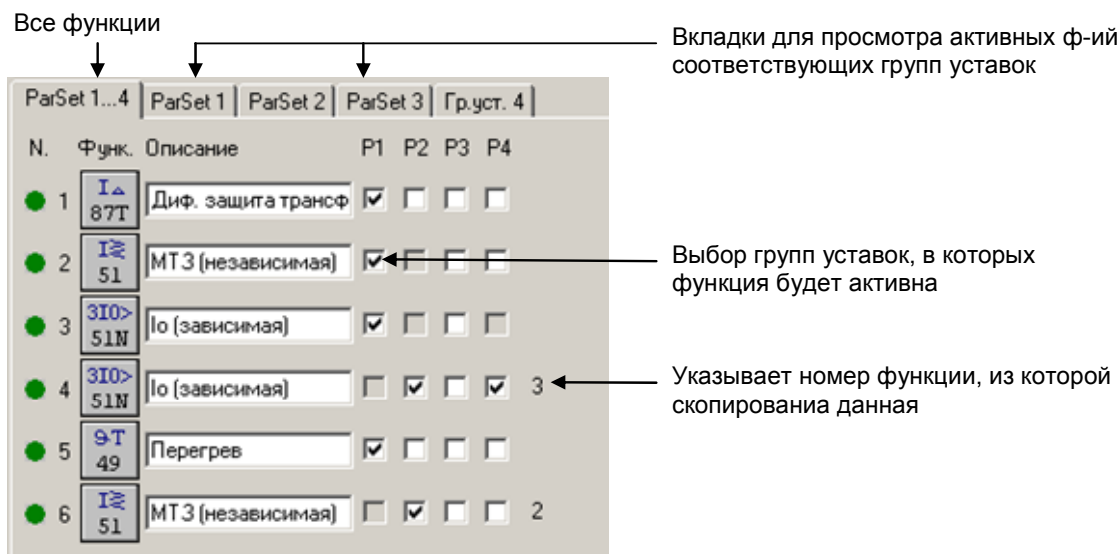 Все функции
Вкладки для просмотра активных ф-ий
соответствующих групп уставок
ParSet 1...4 ParSet 1 ParSet 2 ParSet 3 Гр.уст. 4
N. Функ. Описание P1 P2 P3 P4
1 I 87T Диф. защита трансф
2 I 51 МТЗ (независимая)
Выбор групп уставок, в которых
функция будет активна
3 3I0> 51N Io (зависимая)
4 3I0> 51N Io (зависимая) 3
Указывает номер функции, из которой
скопированиа данная
5 49 Перегрев
6 I 51 МТЗ (независимая) 2